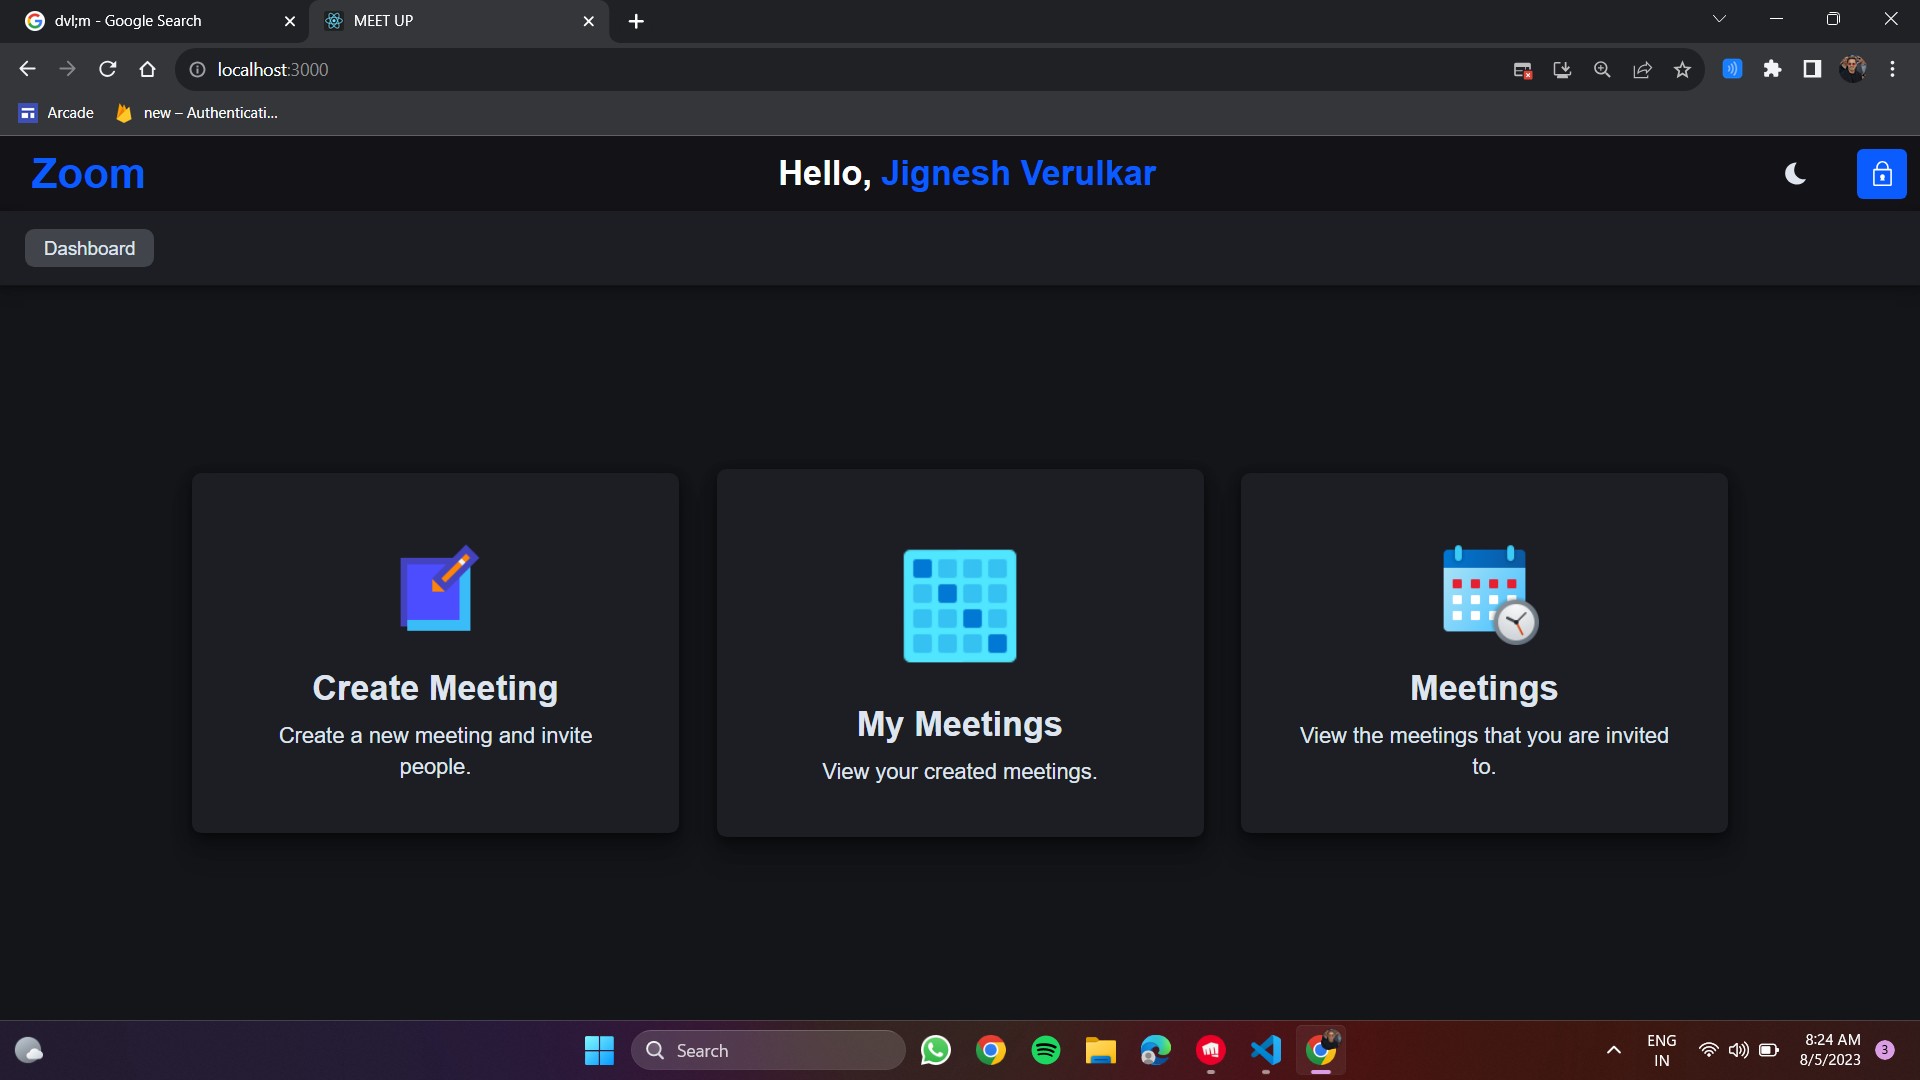 dvl;m - Google Search
MEET UP
localhost:3000
Arcade
new – Authenticati...
Zoom
Hello, Jignesh Verulkar
Dashboard
Create Meeting
Create a new meeting and invite
people.
My Meetings
View your created meetings.
Meetings
View the meetings that you are invited
to.
Search
ENG
IN
8:24 AM
8/5/2023
3